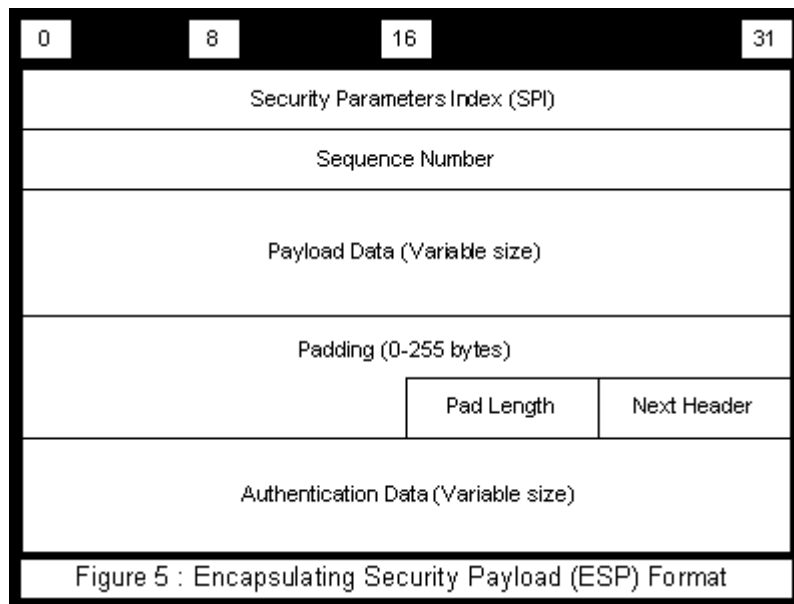 0 8 16 31
Security Parameters Index (SPI)
Sequence Number
Payload Data (Variable size)
Padding (0-255 bytes)
Pad Length Next Header
Authentication Data (Variable size)
Figure 5 : Encapsulating Security Payload (ESP) Format